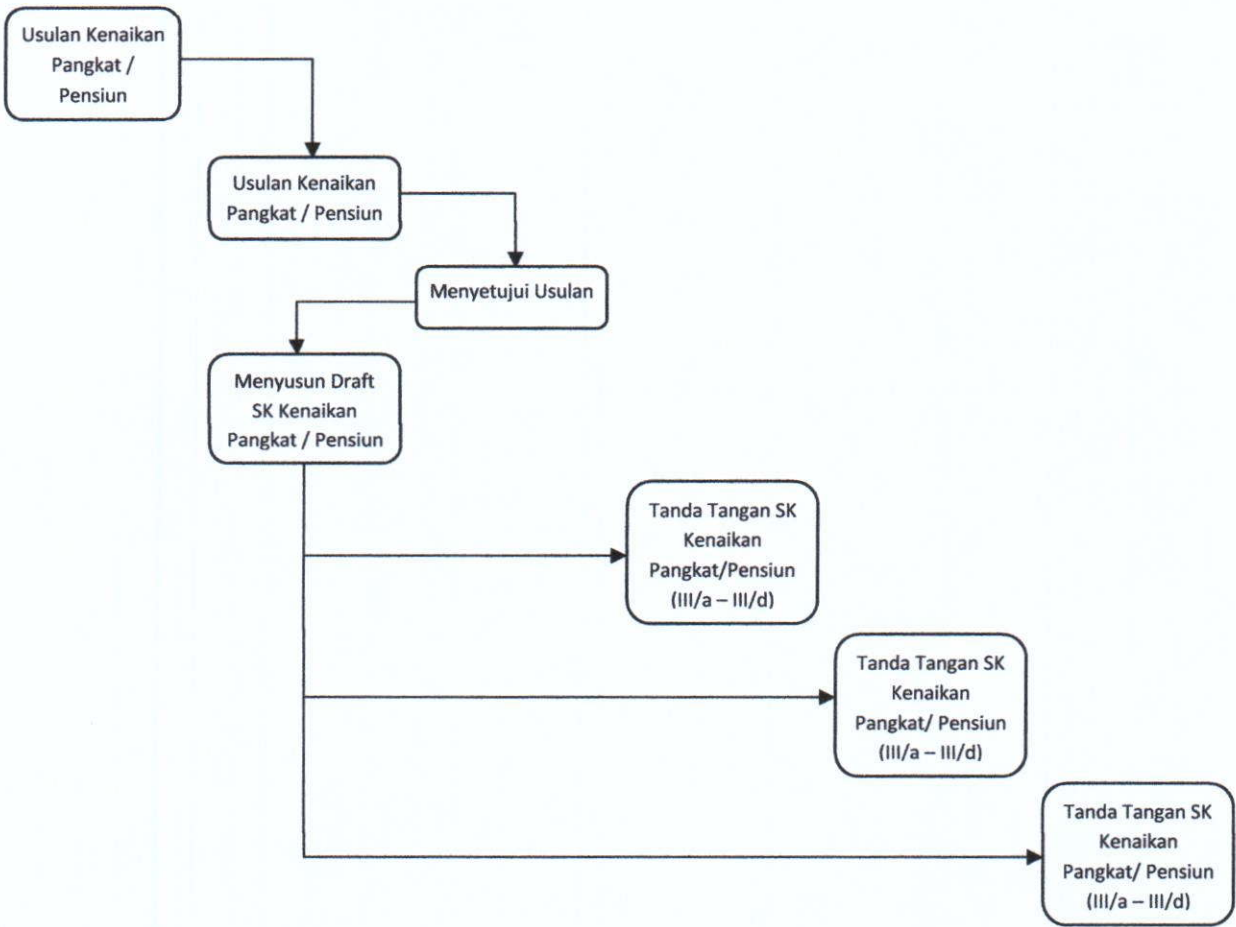 Usulan Kenaikan
Pangkat /
Pensiun
Usulan Kenaikan
Pangkat / Pensiun
Menyetujui Usulan
Menyusun Draft
SK Kenaikan
Pangkat / Pensiun
Tanda Tangan SK
Kenaikan
Pangkat/Pensiun
(III/a – III/d)
Tanda Tangan SK
Kenaikan
Pangkat/ Pensiun
(III/a – III/d)
Tanda Tangan SK
Kenaikan
Pangkat/ Pensiun
(III/a – III/d)